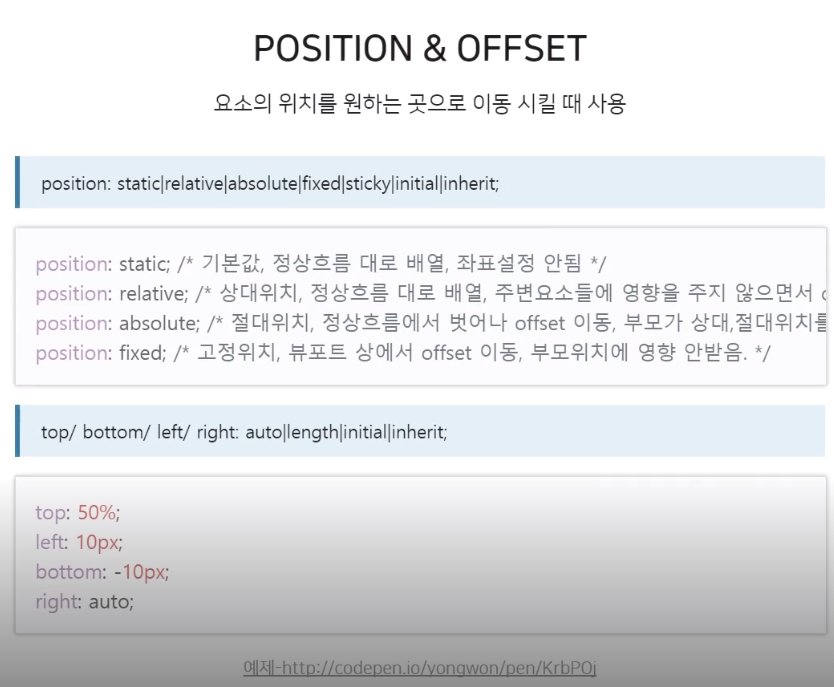 POSITION & OFFSET
요소의 위치를 원하는 곳으로 이동 시킬 때 사용
position: static|relative|absolute|fixed|sticky|initial|inherit;
position: static; /* 기본값, 정상흐름 대로 배열, 좌표설정 안됨 */
position: relative; /* 상대위치, 정상흐름 대로 배열, 주변요소들에 영향을 주지 않으면서
position: absolute; /* 절대위치, 정상흐름에서 벗어나 offset 이동, 부모가 상대,절대위치를
position: fixed; /* 고정위치, 뷰포트 상에서 offset 이동, 부모위치에 영향 안받음. */
top/ bottom/ left/ right: auto|length|initial|inherit;
top: 50%;
left: 10px;
bottom: -10px;
right: auto;
예제-http://codepen.io/yongwon/pen/KrbPOj